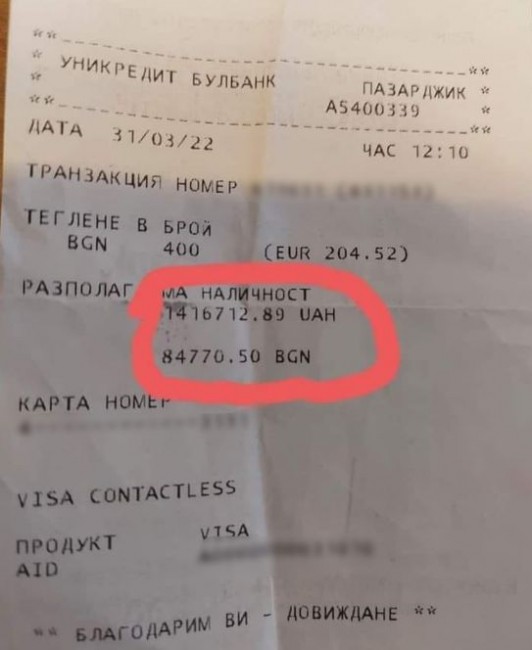 ** - - - - - - - - - - - - - - - - - - - - - - - - **
* УНИКРЕДИТ БУЛБАНК ПАЗАРДЖИК *
* A5400339 *
** - - - - - - - - - - - - - - - - - - - - - - - - **
ДАТА 31/03/22 ЧАС 12:10
ТРАНЗАКЦИЯ НОМЕР
ТЕГЛЕНЕ В БРОЙ
BGN 400 (EUR 204.52)
РАЗПОЛАГ МА НАЛИЧНОСТ
1416712.89 UAH
84770.50 BGN
КАРТА НОМЕР
VISA CONTACTLESS
ПРОДУКТ VISA
AID
** БЛАГОДАРИМ ВИ - ДОВИЖДАНЕ **